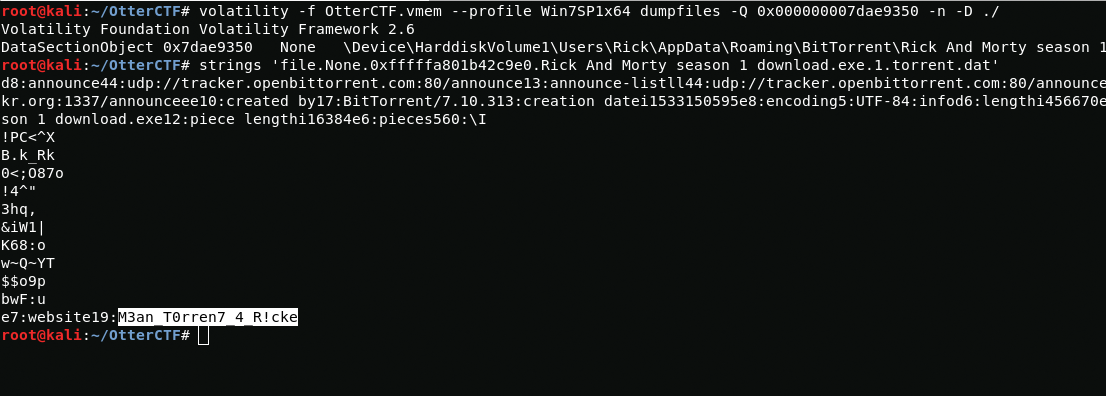 root@kali:~/OtterCTF# volatility -f OtterCTF.vmem --profile Win7SP1x64 dumpfiles -Q 0x000000007dae9350 -n -D ./
Volatility Foundation Volatility Framework 2.6
DataSectionObject 0x7dae9350   None   \Device\HarddiskVolume1\Users\Rick\AppData\Roaming\BitTorrent\Rick And Morty season 1
root@kali:~/OtterCTF# strings 'file.None.0xfffffa801b42c9e0.Rick And Morty season 1 download.exe.1.torrent.dat'
d8:announce44:udp://tracker.openbittorrent.com:80/announce13:announce-listll44:udp://tracker.openbittorrent.com:80/announce
kr.org:1337/announceee10:created by17:BitTorrent/7.10.313:creation datei1533150595e8:encoding5:UTF-84:infod6:lengthi456670e
son 1 download.exe12:piece lengthi16384e6:pieces560:\I
!PC<^X
B.k_Rk
0<;O87o
!4^"
3hq,
&iW1|
K68:o
w~Q~YT
$$o9p
bwF:u
e7:website19:M3an_T0rren7_4_R!cke
root@kali:~/OtterCTF#